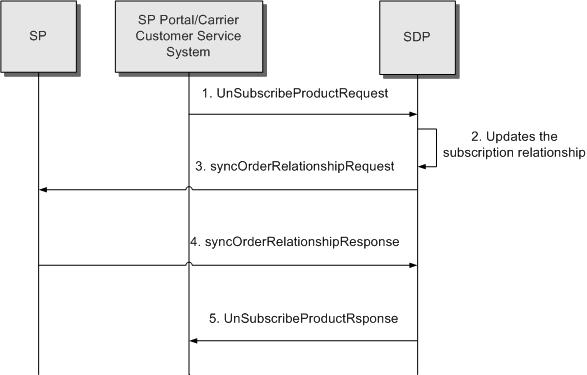 SP
SP Portal/Carrier
Customer Service
System
SDP
1. UnSubscribeProductRequest
2. Updates the
subscription relationship
3. syncOrderRelationshipRequest
4. syncOrderRelationshipResponse
5. UnSubscribeProductRsponse